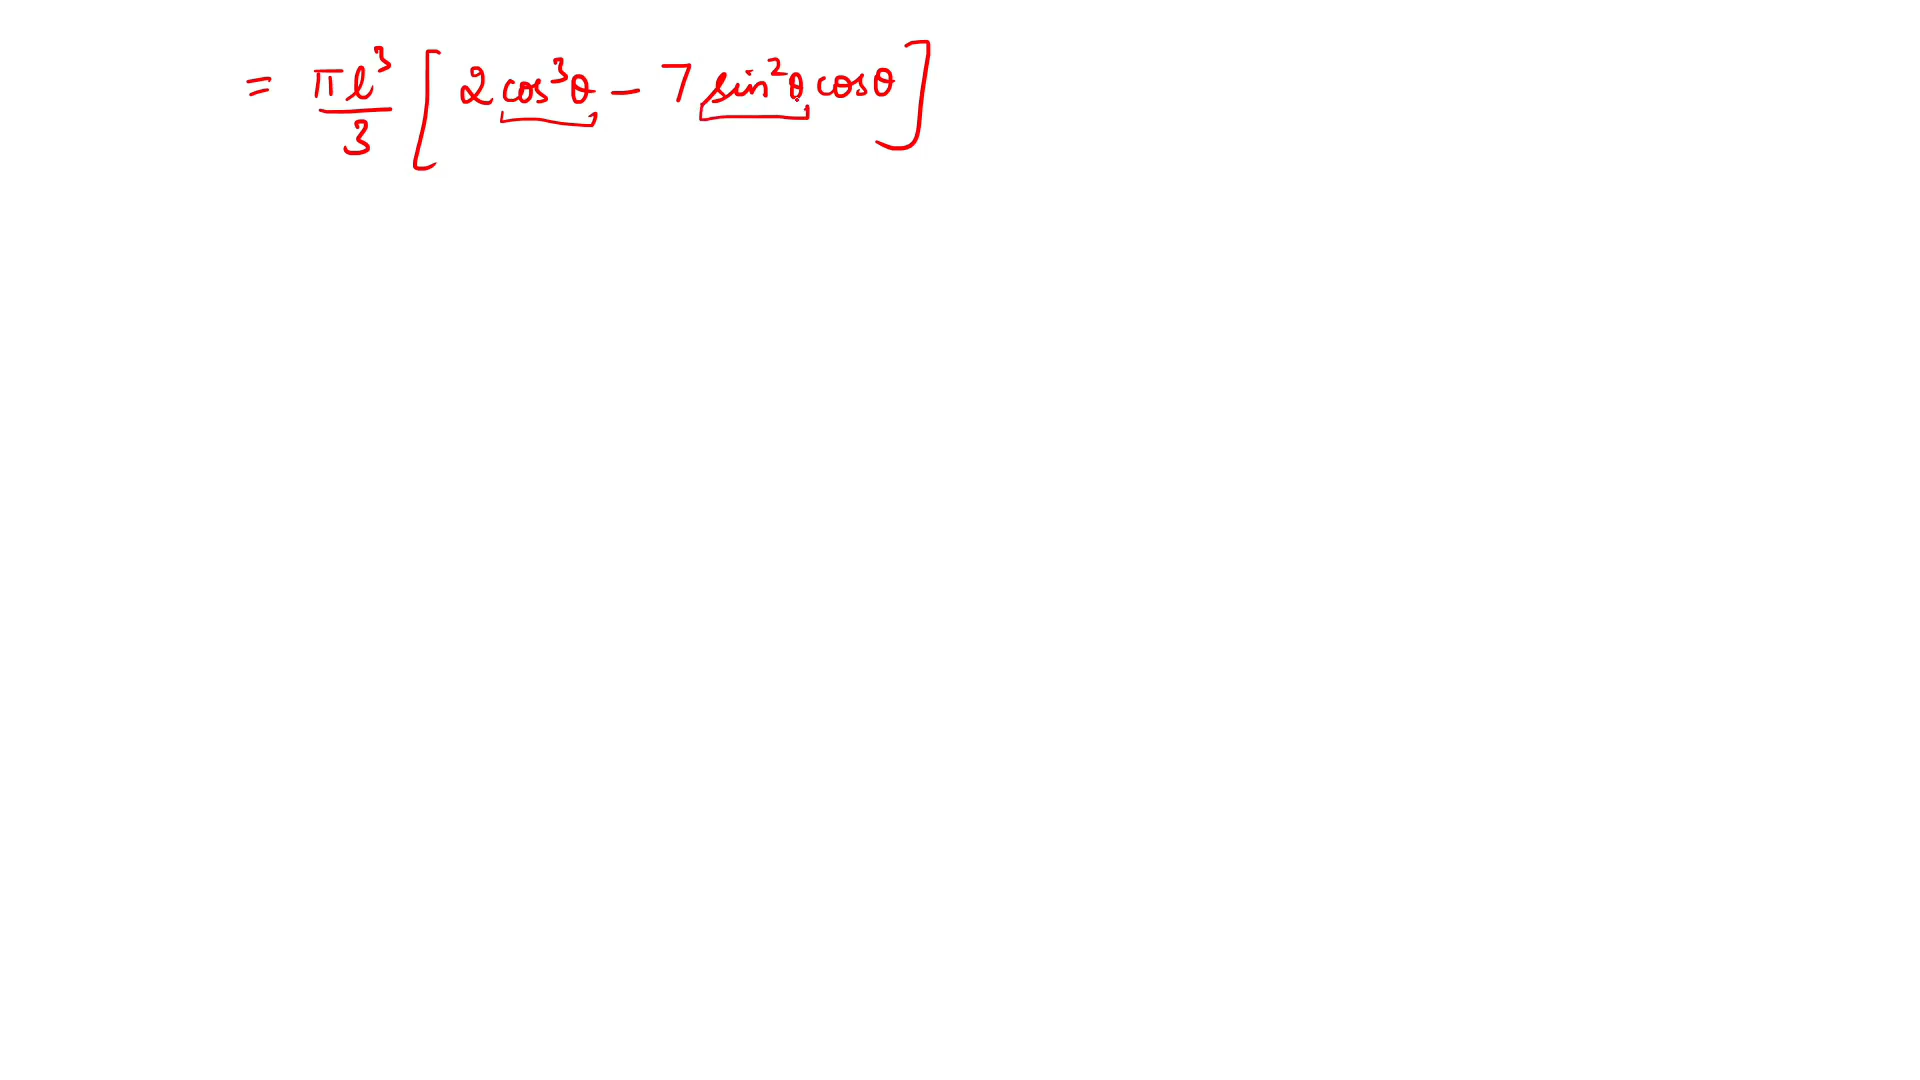 = πl³/3 [2cos³θ - 7sin²θ cosθ]